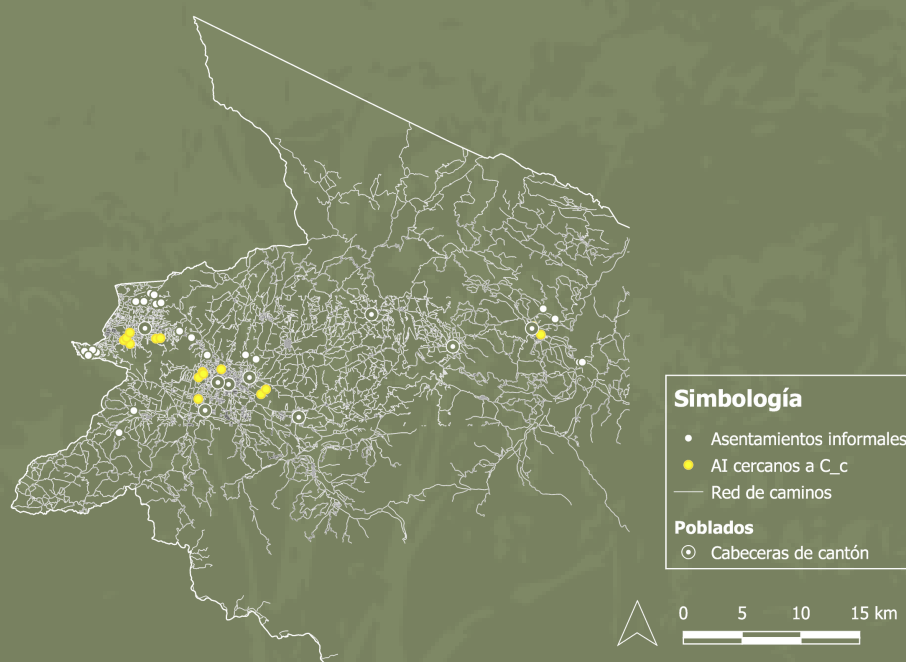 Simbología
Asentamientos informales
AI cercanos a C_c
Red de caminos
Poblados
Cabeceras de cantón
0 5 10 15 km